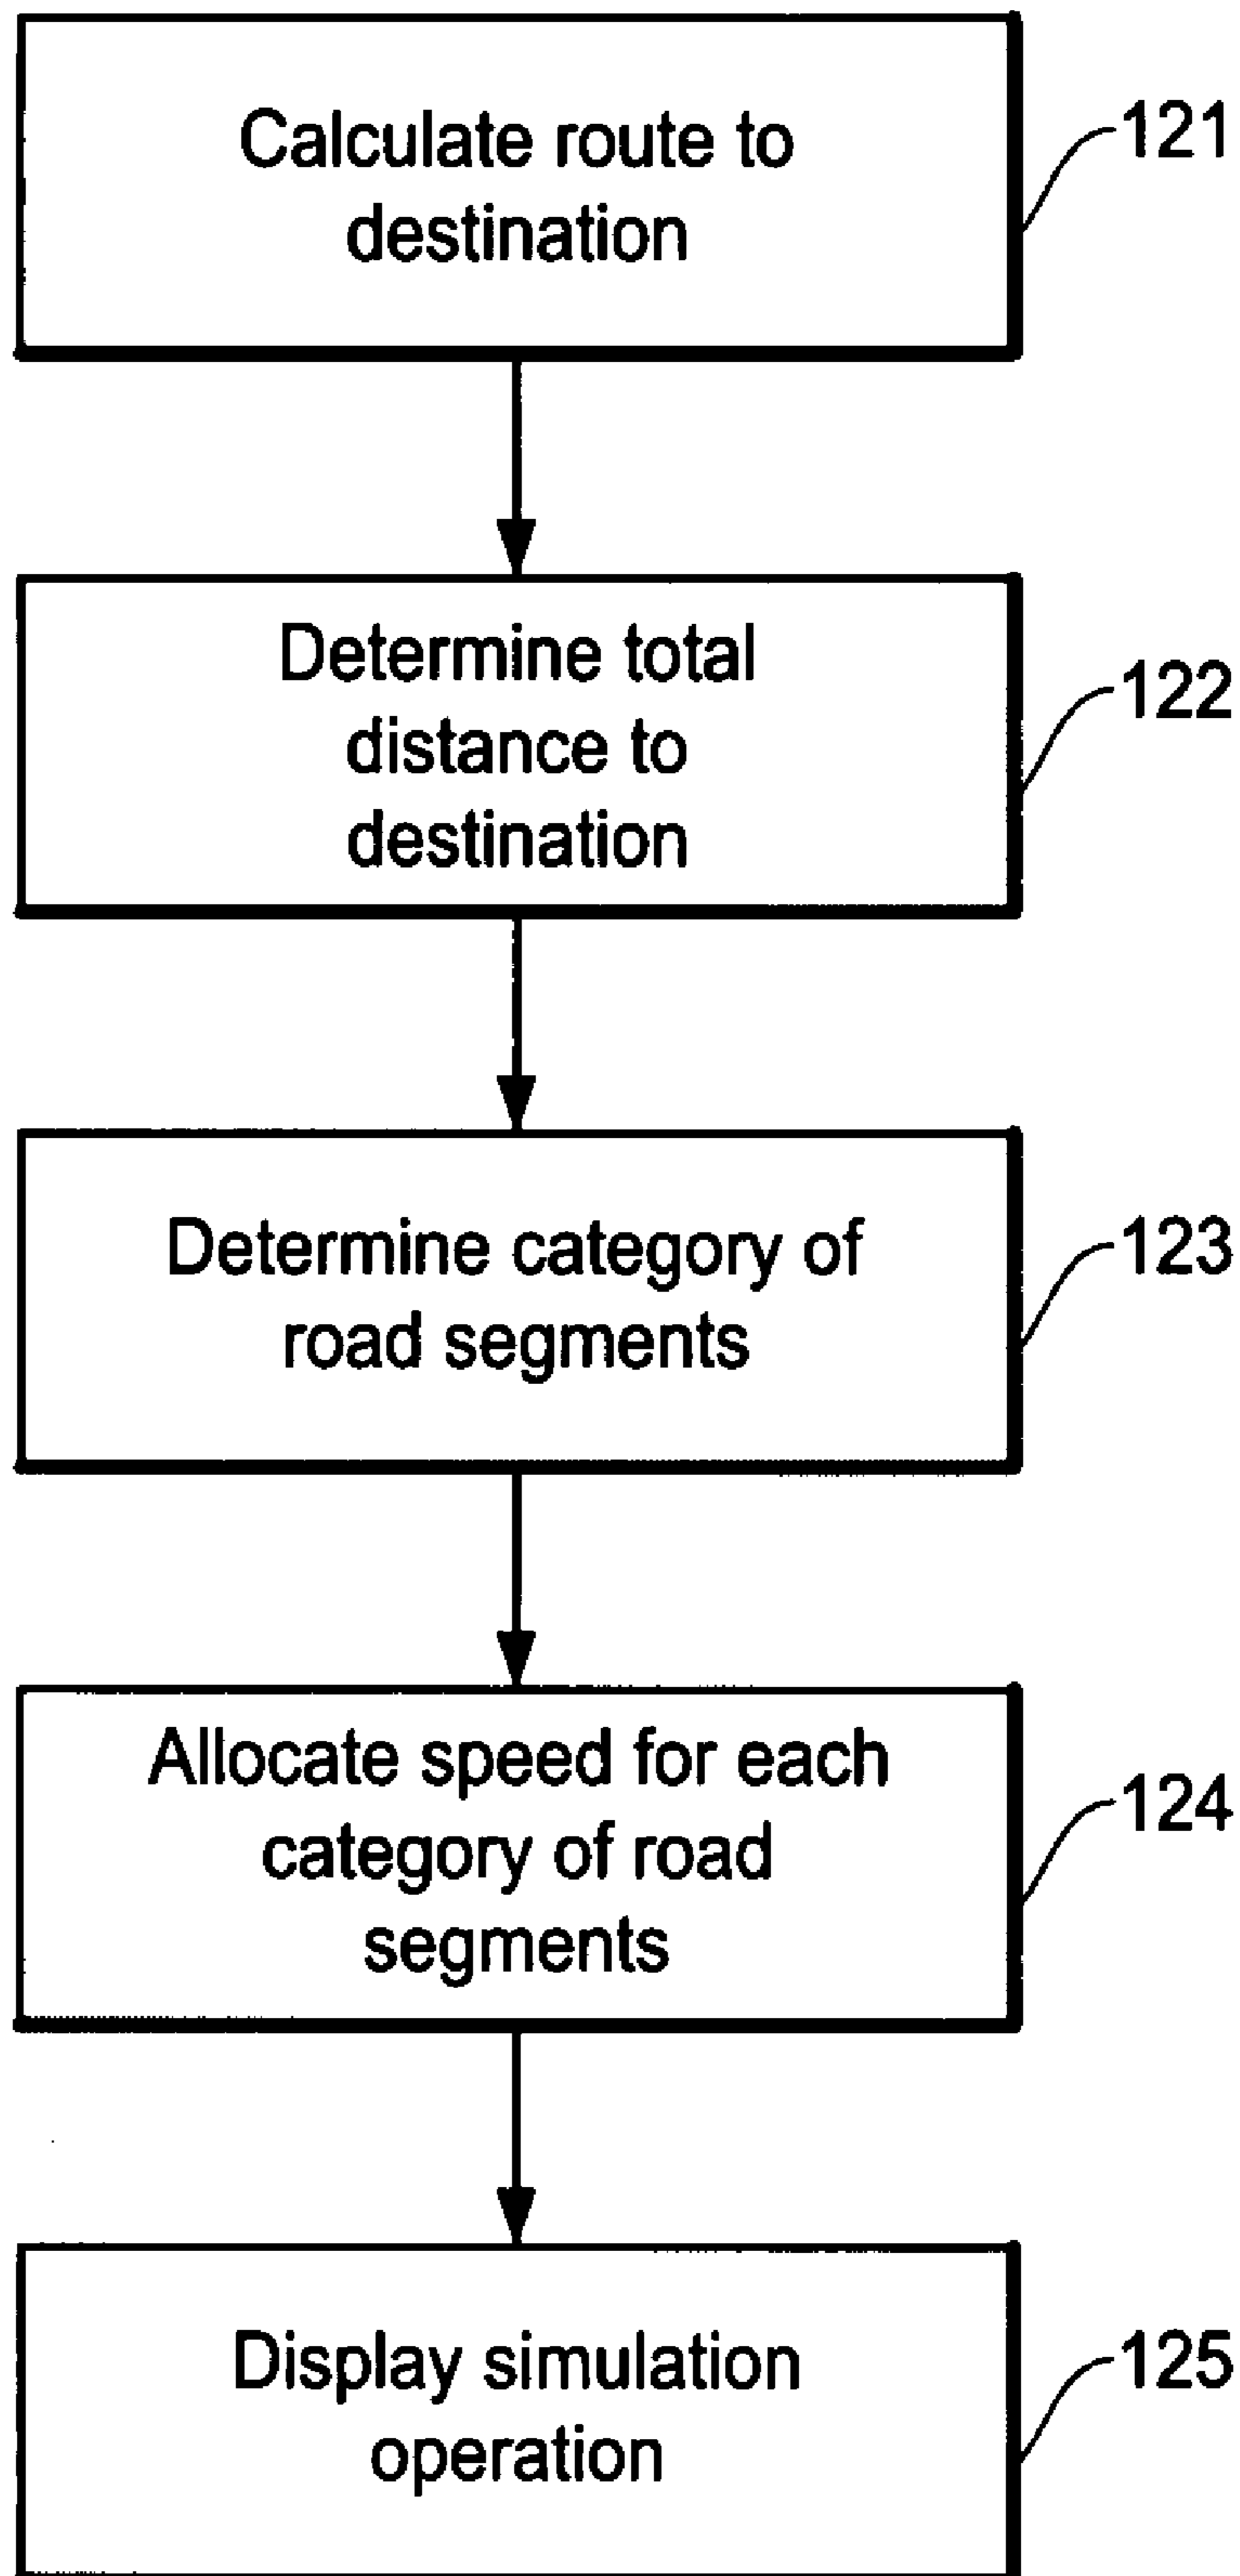 Calculate route to
destination
121
Determine total
distance to
destination
122
Determine category of
road segments
123
Allocate speed for each
category of road
segments
124
Display simulation
operation
125